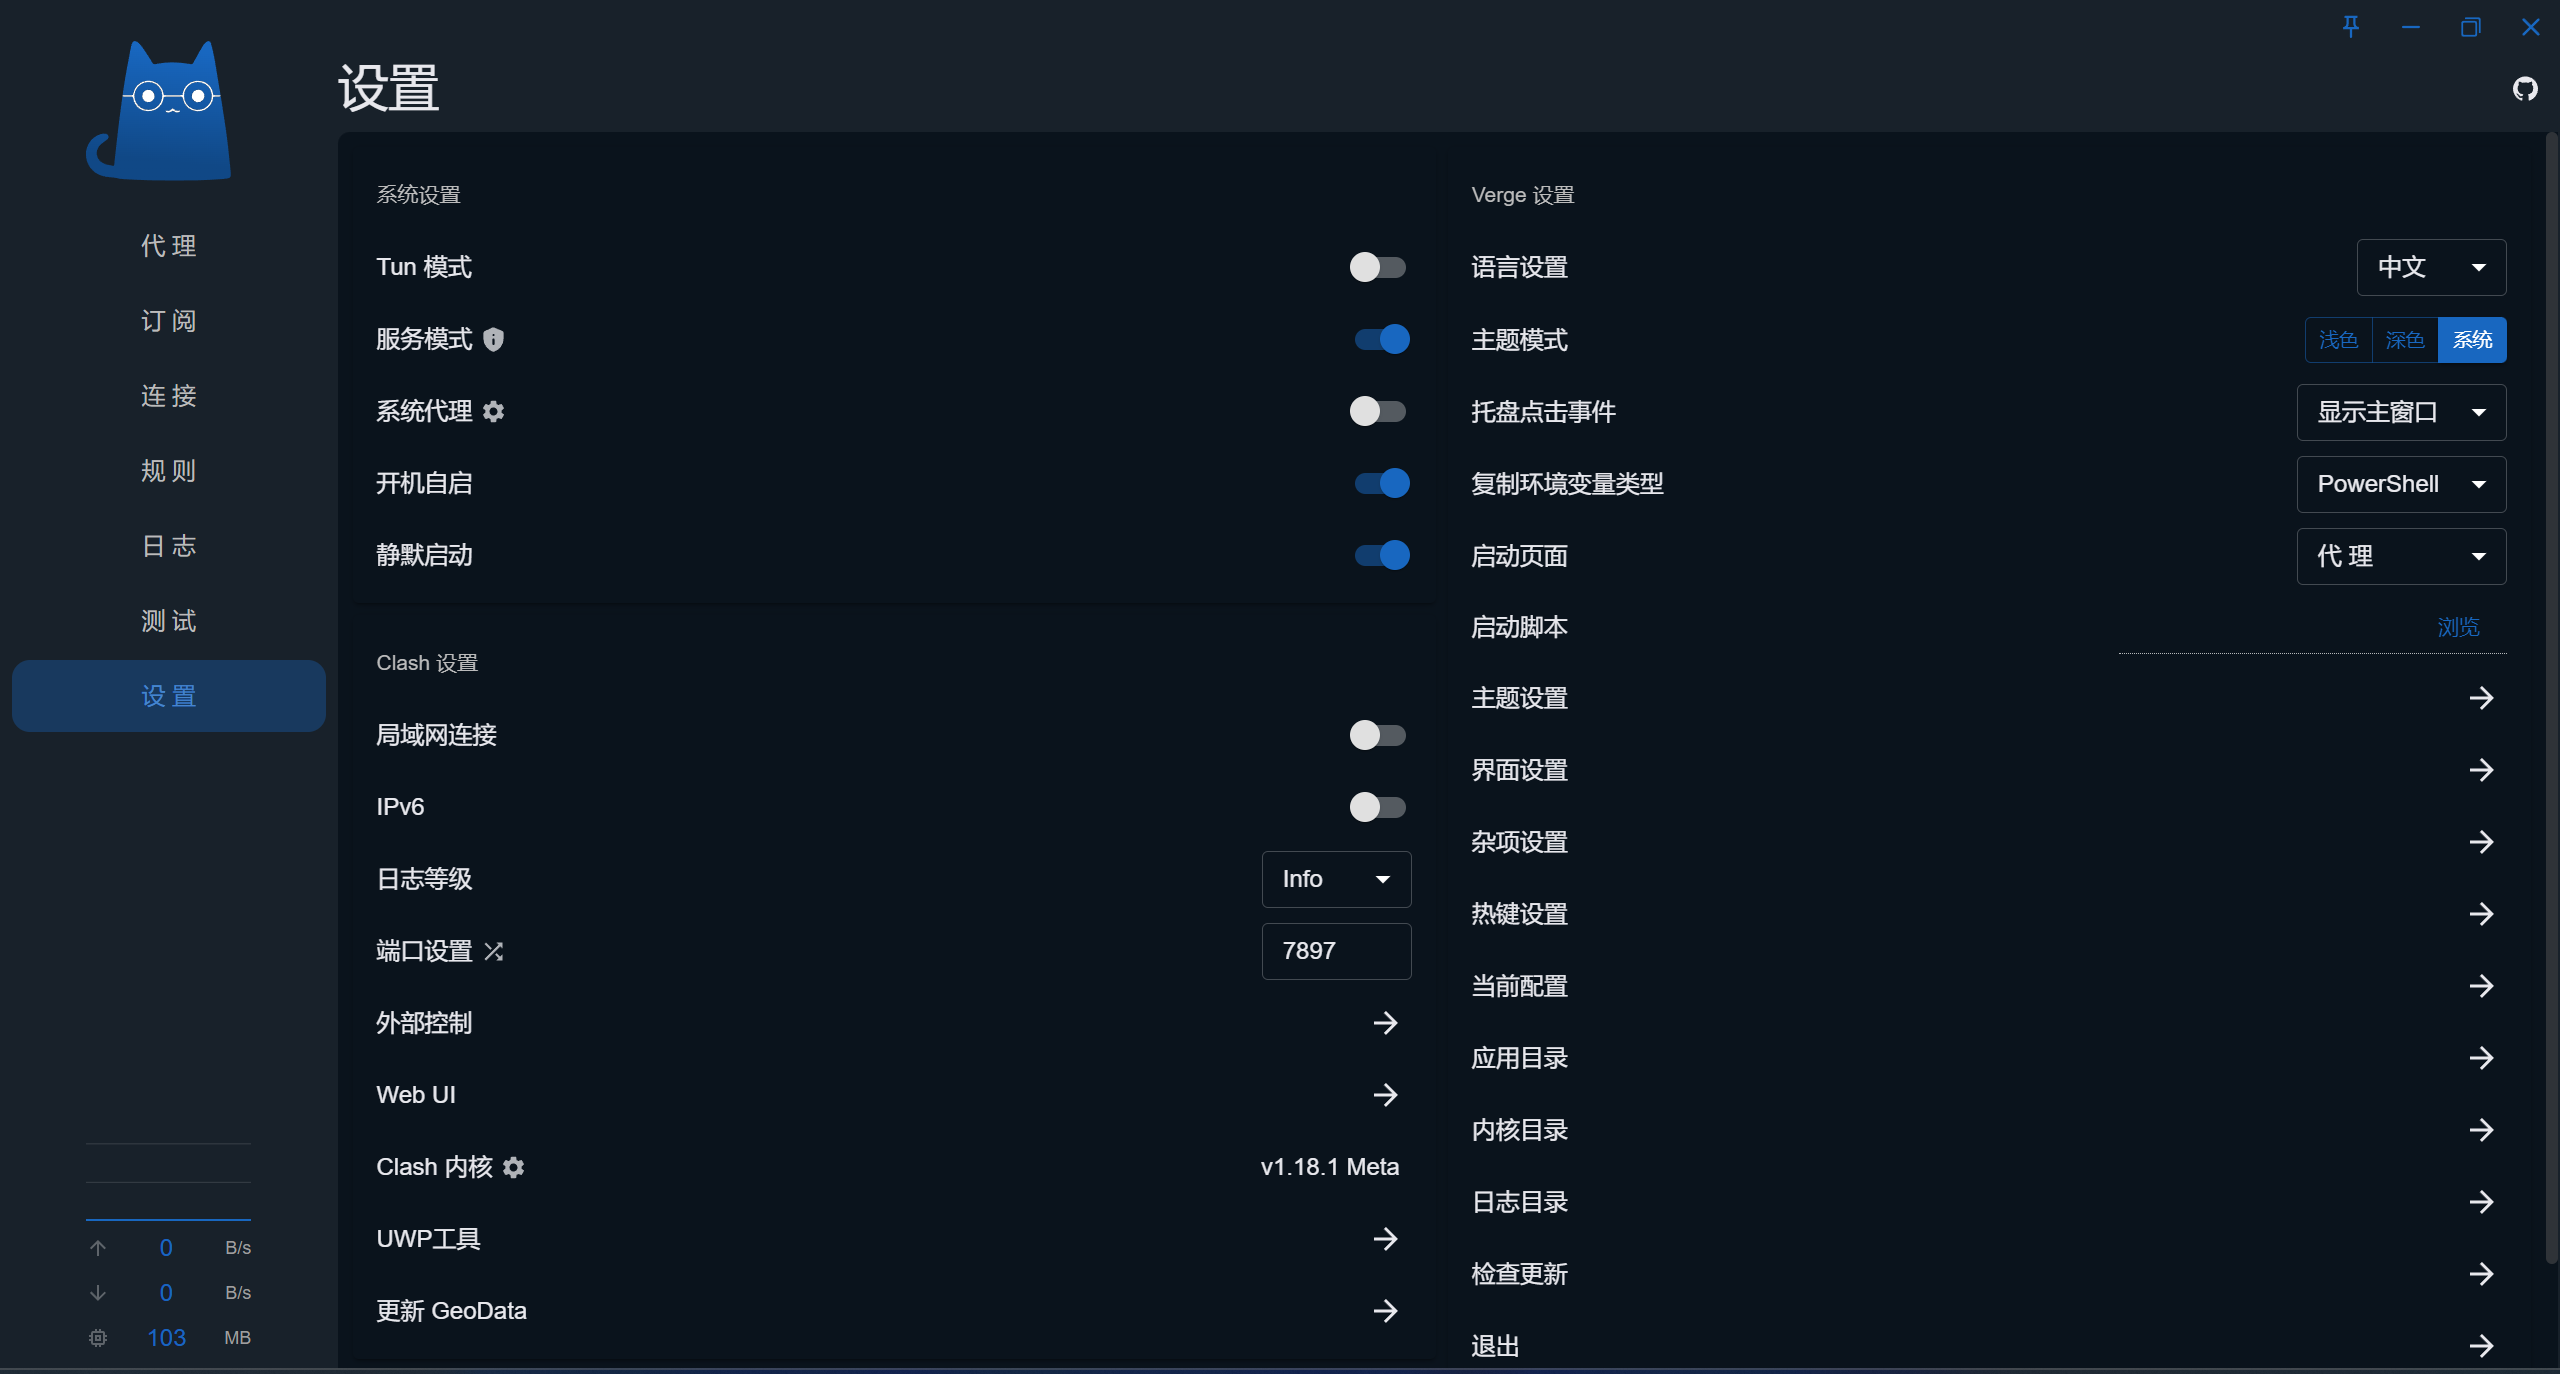 设置
代 理
订 阅
连 接
规 则
日 志
测 试
设 置
0 B/s
0 B/s
103 MB
系统设置
Tun 模式
服务模式
系统代理
开机自启
静默启动
Clash 设置
局域网连接
IPv6
日志等级 Info
端口设置 7897
外部控制
Web UI
Clash 内核 v1.18.1 Meta
UWP工具
更新 GeoData
Verge 设置
语言设置 中文
主题模式 浅色 深色 系统
托盘点击事件 显示主窗口
复制环境变量类型 PowerShell
启动页面 代 理
启动脚本 浏览
主题设置
界面设置
杂项设置
热键设置
当前配置
应用目录
内核目录
日志目录
检查更新
退出